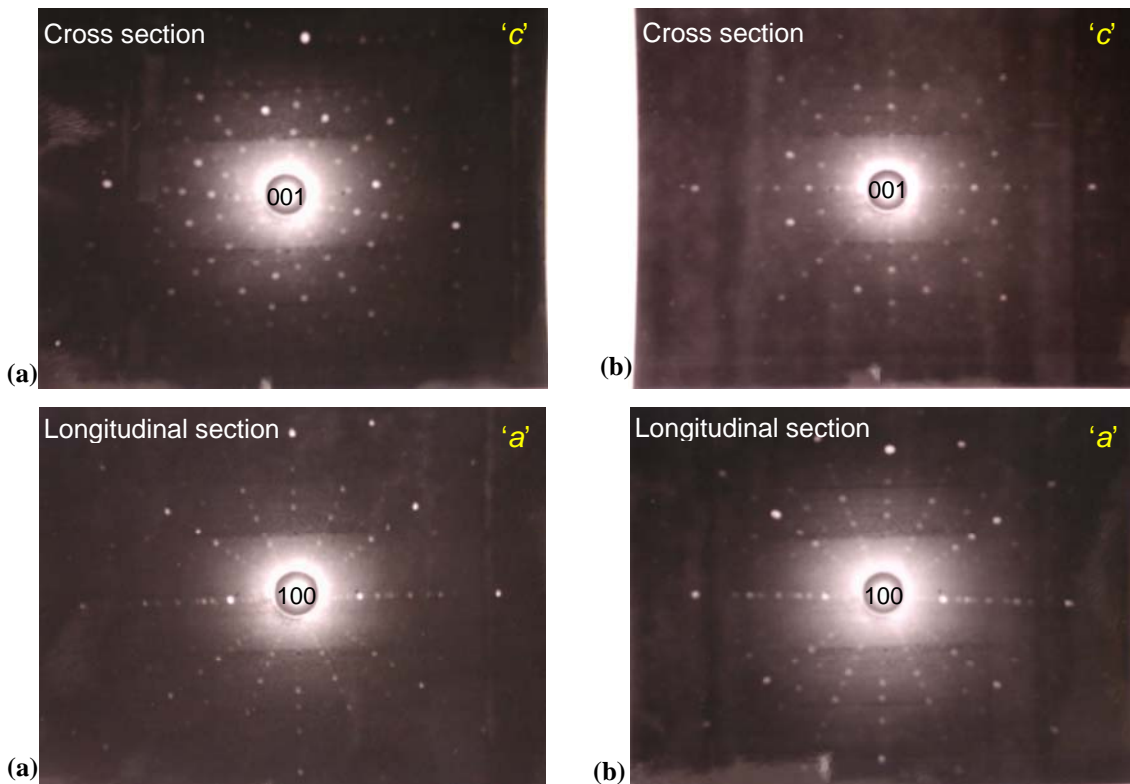 Cross section 'c'
001
(a)
Cross section 'c'
001
(b)
Longitudinal section 'a'
100
(a)
Longitudinal section 'a'
100
(b)